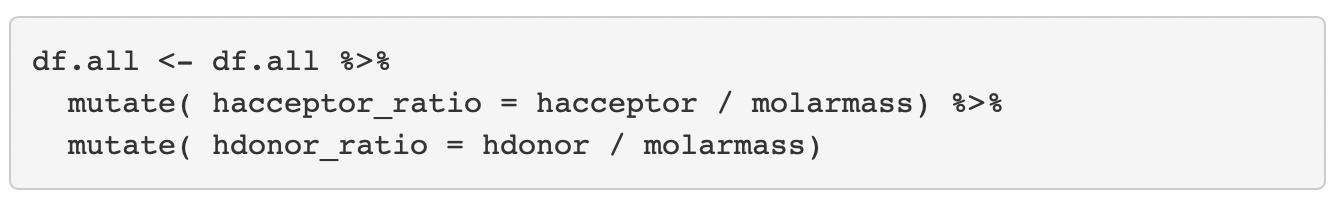 df.all <- df.all %>%
  mutate( hacceptor_ratio = hacceptor / molarmass) %>%
  mutate( hdonor_ratio = hdonor / molarmass)